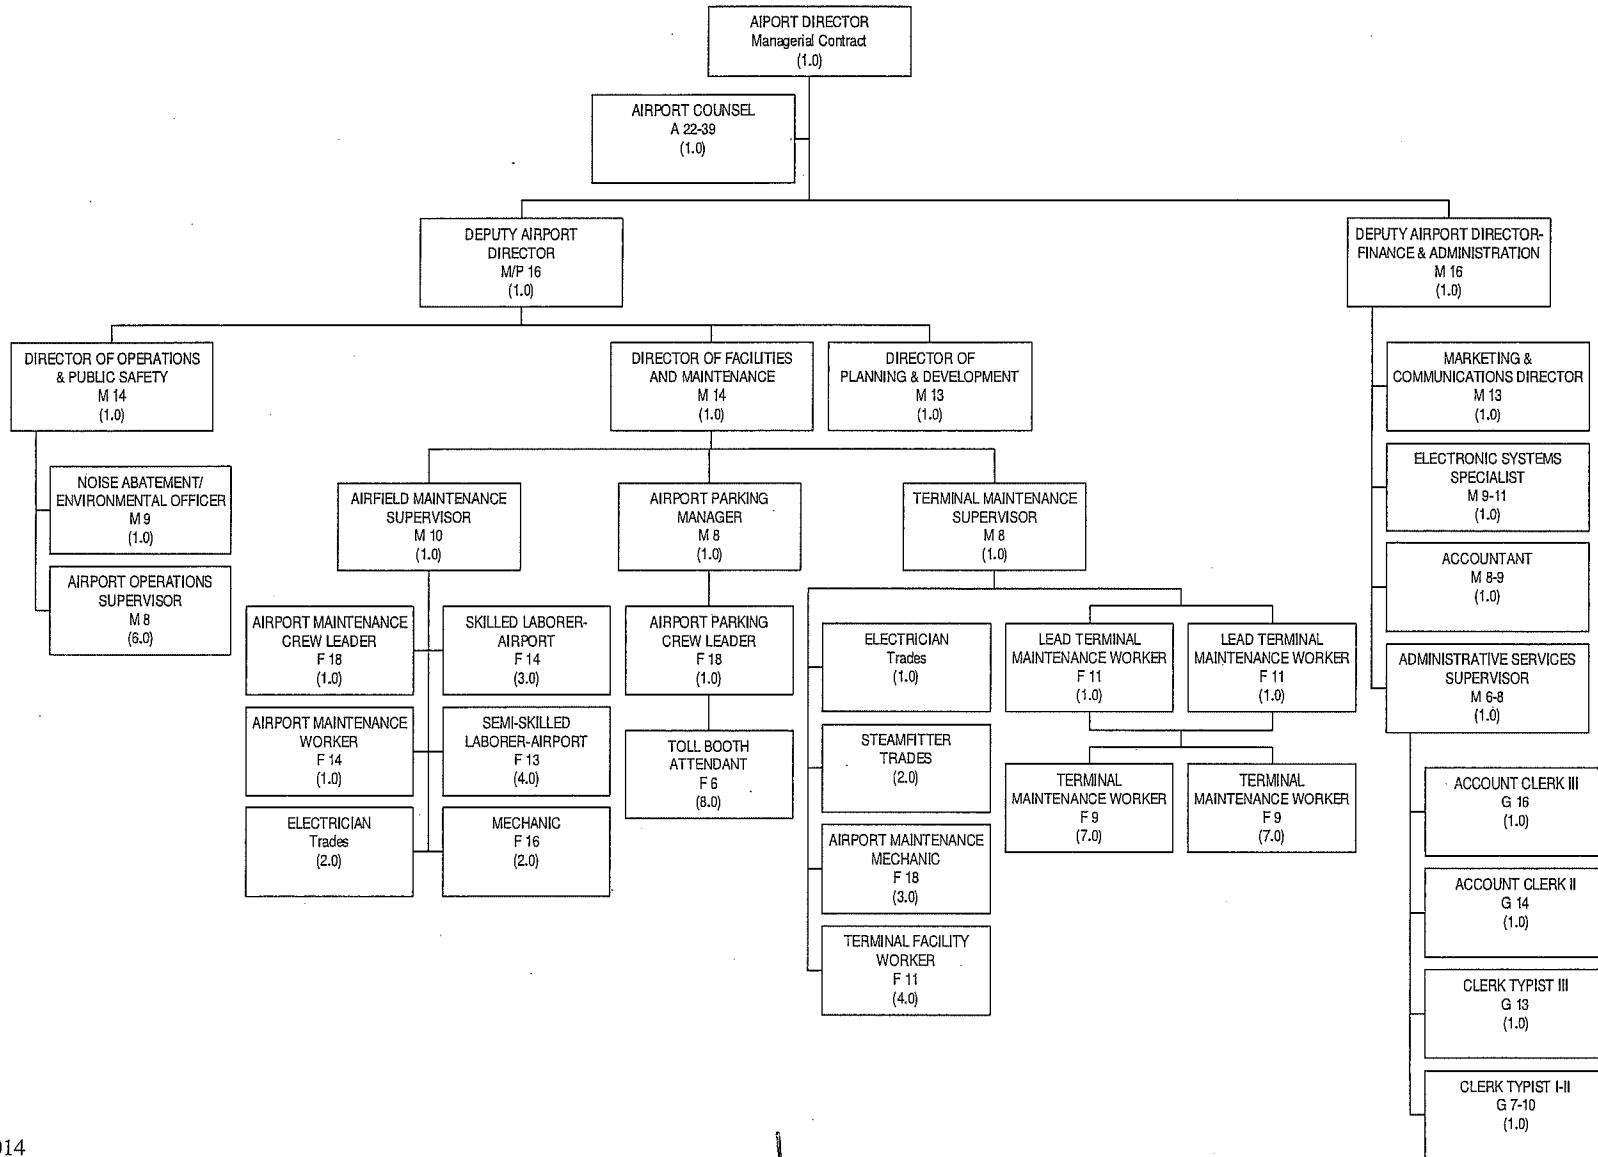 AIPORT DIRECTOR
Managerial Contract
(1.0)
AIRPORT COUNSEL
A 22-39
(1.0)
DEPUTY AIRPORT
DIRECTOR
M/P 16
(1.0)
DEPUTY AIRPORT DIRECTOR-
FINANCE & ADMINISTRATION
M 16
(1.0)
DIRECTOR OF OPERATIONS
& PUBLIC SAFETY
M 14
(1.0)
DIRECTOR OF FACILITIES
AND MAINTENANCE
M 14
(1.0)
DIRECTOR OF
PLANNING & DEVELOPMENT
M 13
(1.0)
NOISE ABATEMENT/
ENVIRONMENTAL OFFICER
M 9
(1.0)
AIRPORT OPERATIONS
SUPERVISOR
M 8
(6.0)
AIRFIELD MAINTENANCE
SUPERVISOR
M 10
(1.0)
AIRPORT PARKING
MANAGER
M 8
(1.0)
TERMINAL MAINTENANCE
SUPERVISOR
M 8
(1.0)
AIRPORT MAINTENANCE
CREW LEADER
F 18
(1.0)
SKILLED LABORER-
AIRPORT
F 14
(3.0)
AIRPORT MAINTENANCE
WORKER
F 14
(1.0)
SEMI-SKILLED
LABORER-AIRPORT
F 13
(4.0)
ELECTRICIAN
Trades
(2.0)
MECHANIC
F 16
(2.0)
AIRPORT PARKING
CREW LEADER
F 18
(1.0)
TOLL BOOTH
ATTENDANT
F 6
(8.0)
ELECTRICIAN
Trades
(1.0)
STEAMFITTER
TRADES
(2.0)
AIRPORT MAINTENANCE
MECHANIC
F 18
(3.0)
TERMINAL FACILITY
WORKER
F 11
(4.0)
LEAD TERMINAL
MAINTENANCE WORKER
F 11
(1.0)
LEAD TERMINAL
MAINTENANCE WORKER
F 11
(1.0)
TERMINAL
MAINTENANCE WORKER
F 9
(7.0)
TERMINAL
MAINTENANCE WORKER
F 9
(7.0)
MARKETING &
COMMUNICATIONS DIRECTOR
M 13
(1.0)
ELECTRONIC SYSTEMS
SPECIALIST
M 9-11
(1.0)
ACCOUNTANT
M 8-9
(1.0)
ADMINISTRATIVE SERVICES
SUPERVISOR
M 6-8
(1.0)
ACCOUNT CLERK III
G 16
(1.0)
ACCOUNT CLERK II
G 14
(1.0)
CLERK TYPIST III
G 13
(1.0)
CLERK TYPIST I-II
G 7-10
(1.0)
014